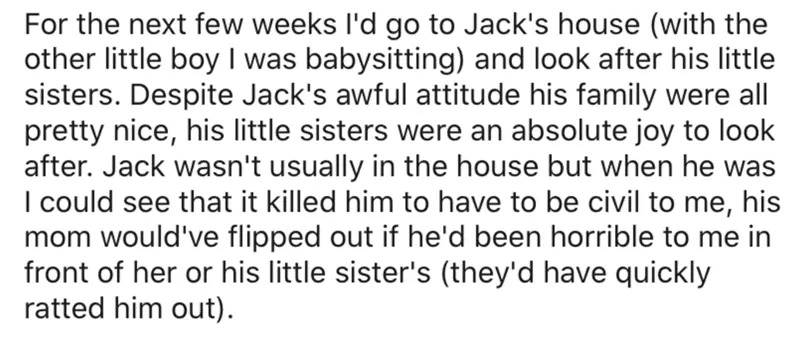 For the next few weeks I'd go to Jack's house (with the
other little boy I was babysitting) and look after his little
sisters. Despite Jack's awful attitude his family were all
pretty nice, his little sisters were an absolute joy to look
after. Jack wasn't usually in the house but when he was
I could see that it killed him to have to be civil to me, his
mom would've flipped out if he'd been horrible to me in
front of her or his little sister's (they'd have quickly
ratted him out).